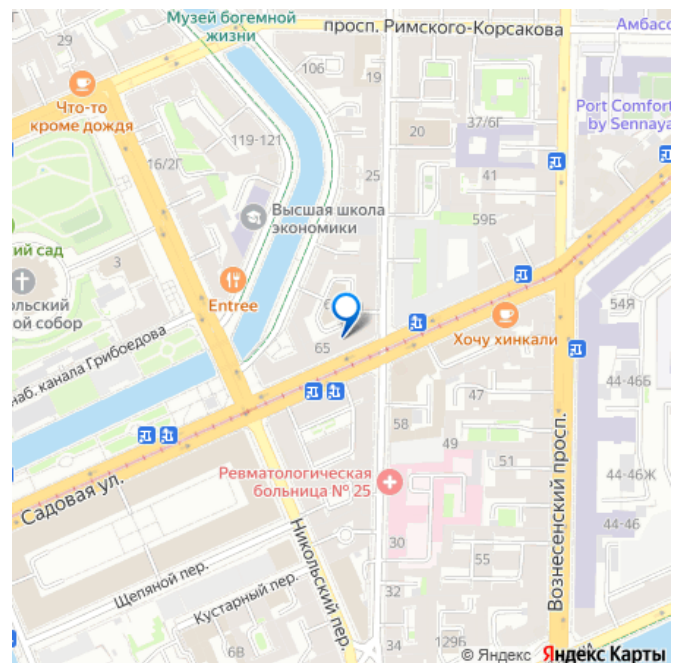 Музей богемной
жизни
просп. Римского-Корсакова
Амбасс
29
106
19
Что-то
кроме дождя
Port Comfort
by Sennaya
37/6Г
20
119-121
16/2Г
25
41
Высшая школа
экономики
59Б
ий сад
3
ольский
ой собор
Entree
54Я
Хочу хинкали
65
наб. канала Грибоедова
44-46Б
47
58
49
Вознесенский просп.
51
Ревматологическая
больница № 25
44-46Ж
Садовая ул.
44-46
Никольский пер.
30
55
Щепяной пер.
Кустарный пер.
32
34
129Б
6В
© Яндекс Яндекс Карты